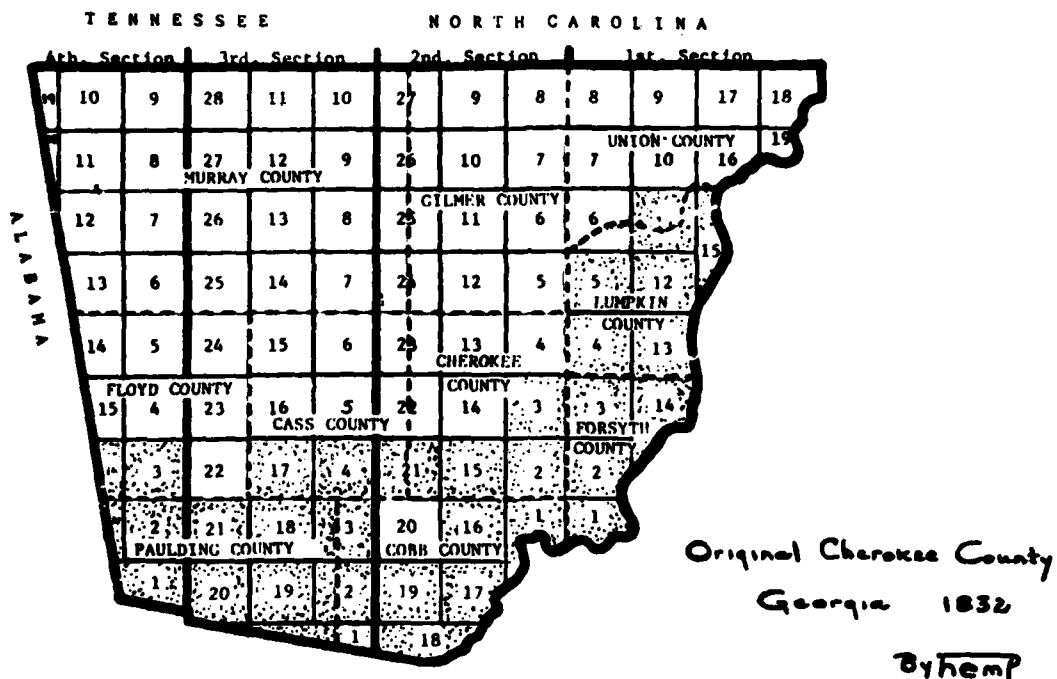 TENNESSEE NORTH CAROLINA
4th. Section 3rd. Section 2nd. Section 1st. Section
10 9 28 11 10 27 9 8 8 9 17 18
UNION COUNTY 19
11 8 27 12 9 26 10 7 7 10 16
MURRAY COUNTY
GILMER COUNTY
12 7 26 13 8 25 11 6 6
ALABAMA
15
13 6 25 14 7 24 12 5 5 12
LUMPKIN
COUNTY
14 5 24 15 6 23 13 4 4 13
CHEROKEE
COUNTY
FLOYD COUNTY
15 4 23 16 5 22 14 3 3 14
CASS COUNTY
FORSYTH
COUNTY
3 22 17 4 21 15 2 2
2 21 18 3 20 16 1 1
PAULDING COUNTY COBB COUNTY
1 20 19 2 19 17
1 18
Original Cherokee County
Georgia 1832
By hemp